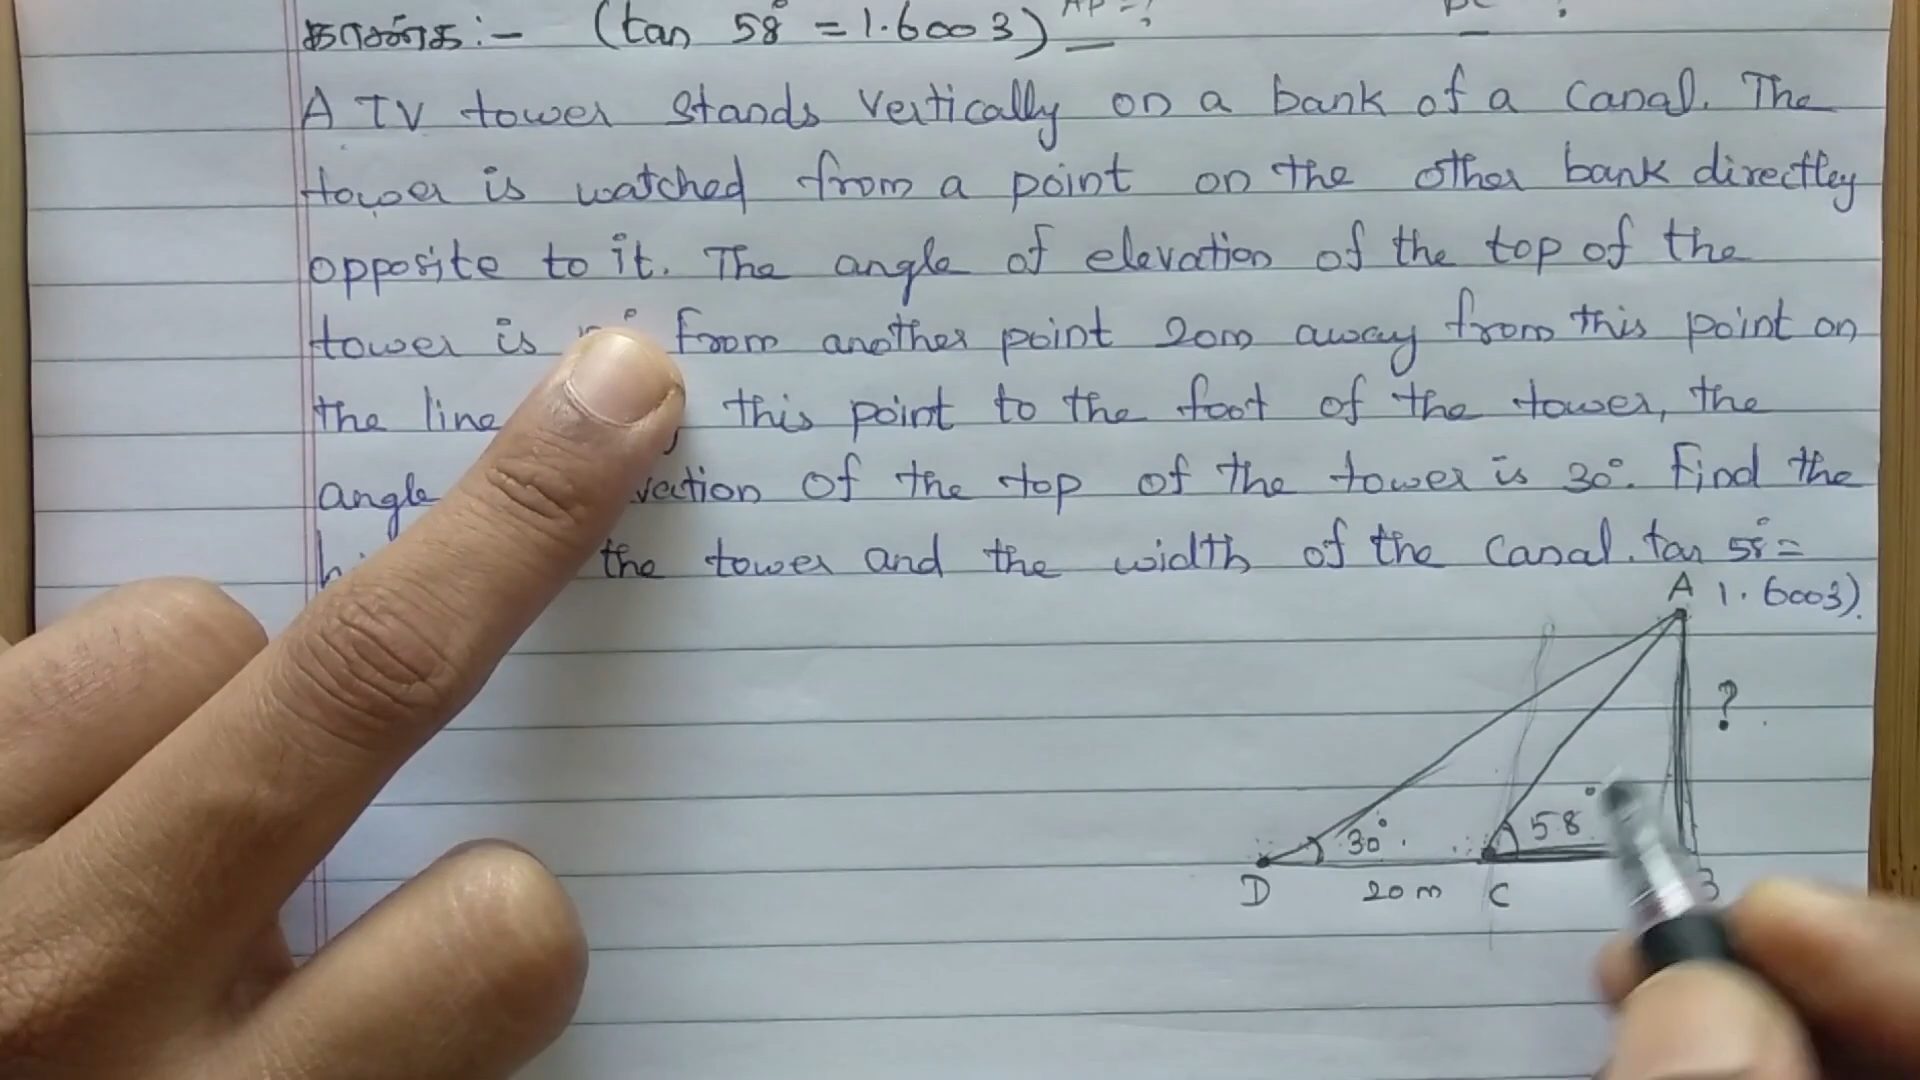 காண்க:- (tan 58° = 1.6003)
A TV tower stands vertically on a bank of a canal. The
tower is watched from a point on the other bank directley
opposite to it. The angle of elevation of the top of the
tower is from another point 20m away from this point on
the line this point to the foot of the tower, the
angle of the top of the tower is 30°. Find the
the tower and the width of the canal. tan 58° =
A 1.6003).
?
30° 58°
D 20m C B